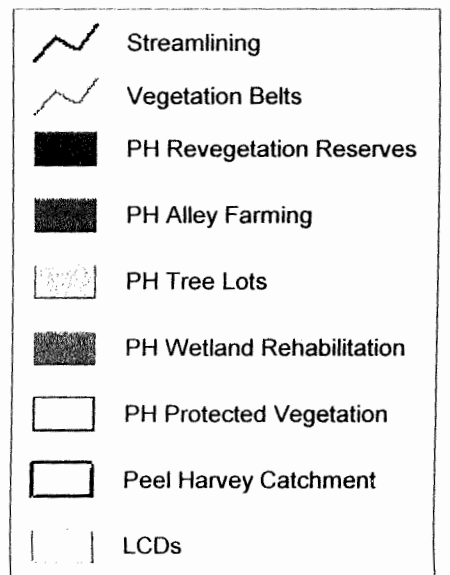 Streamlining
Vegetation Belts
PH Revegetation Reserves
PH Alley Farming
PH Tree Lots
PH Wetland Rehabilitation
PH Protected Vegetation
Peel Harvey Catchment
LCDs